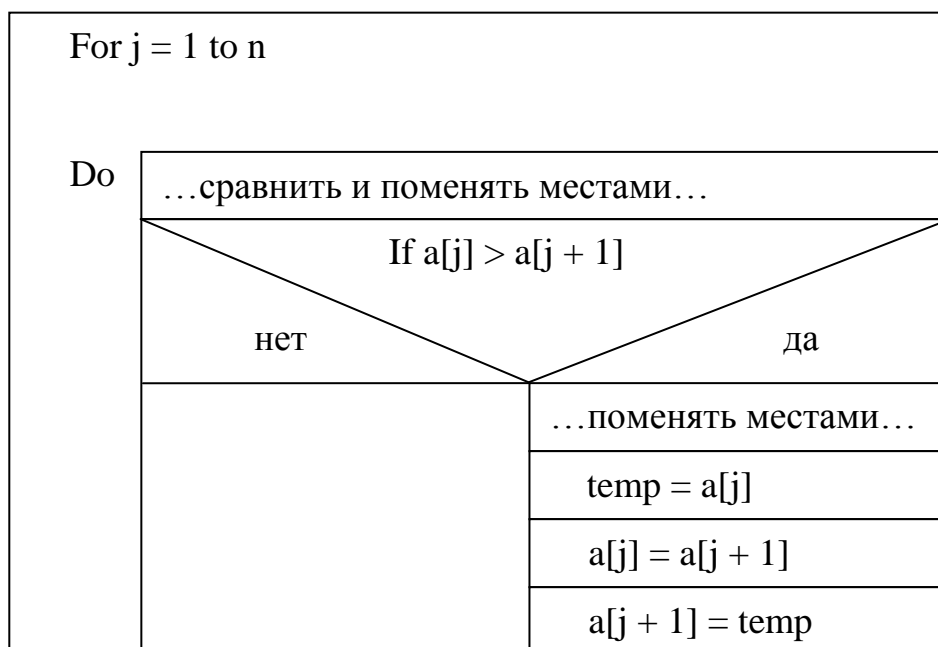 For j = 1 to n
Do
…сравнить и поменять местами…
If a[j] > a[j + 1]
нет
да
…поменять местами…
temp = a[j]
a[j] = a[j + 1]
a[j + 1] = temp